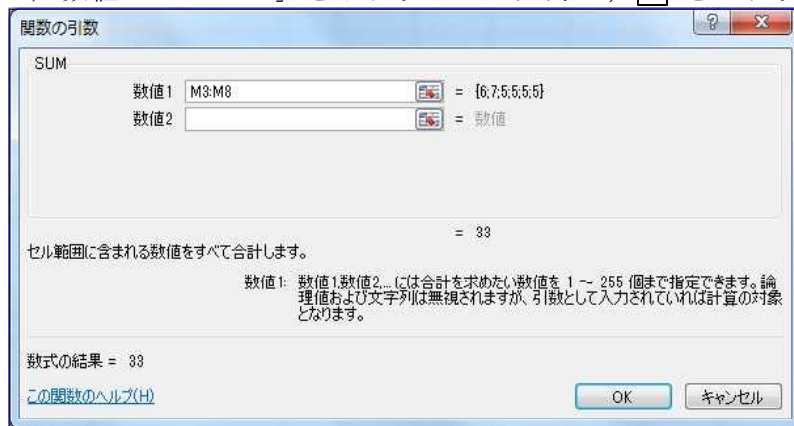 関数の引数
SUM
数値1 M3:M8 = {6;7;5;5;5;5}
数値2 = 数値
= 33
セル範囲に含まれる数値をすべて合計します。
数値1: 数値1,数値2,... には合計を求めたい数値を 1 ～ 255 個まで指定できます。論
理値および文字列は無視されますが、引数として入力されていれば計算の対象
となります。
数式の結果 = 33
この関数のヘルプ(H)
OK キャンセル